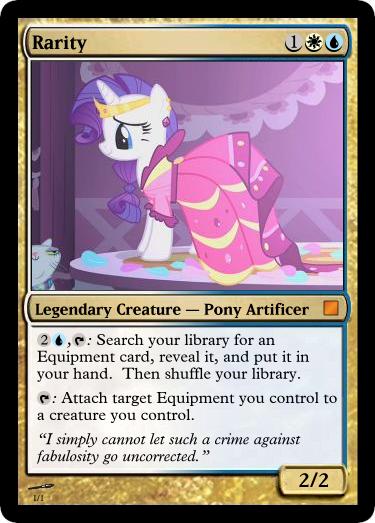 Rarity 1
Legendary Creature — Pony Artificer
2 , : Search your library for an
Equipment card, reveal it, and put it in
your hand.  Then shuffle your library.
: Attach target Equipment you control to
a creature you control.
“I simply cannot let such a crime against
fabulosity go uncorrected.”
2/2
1/1